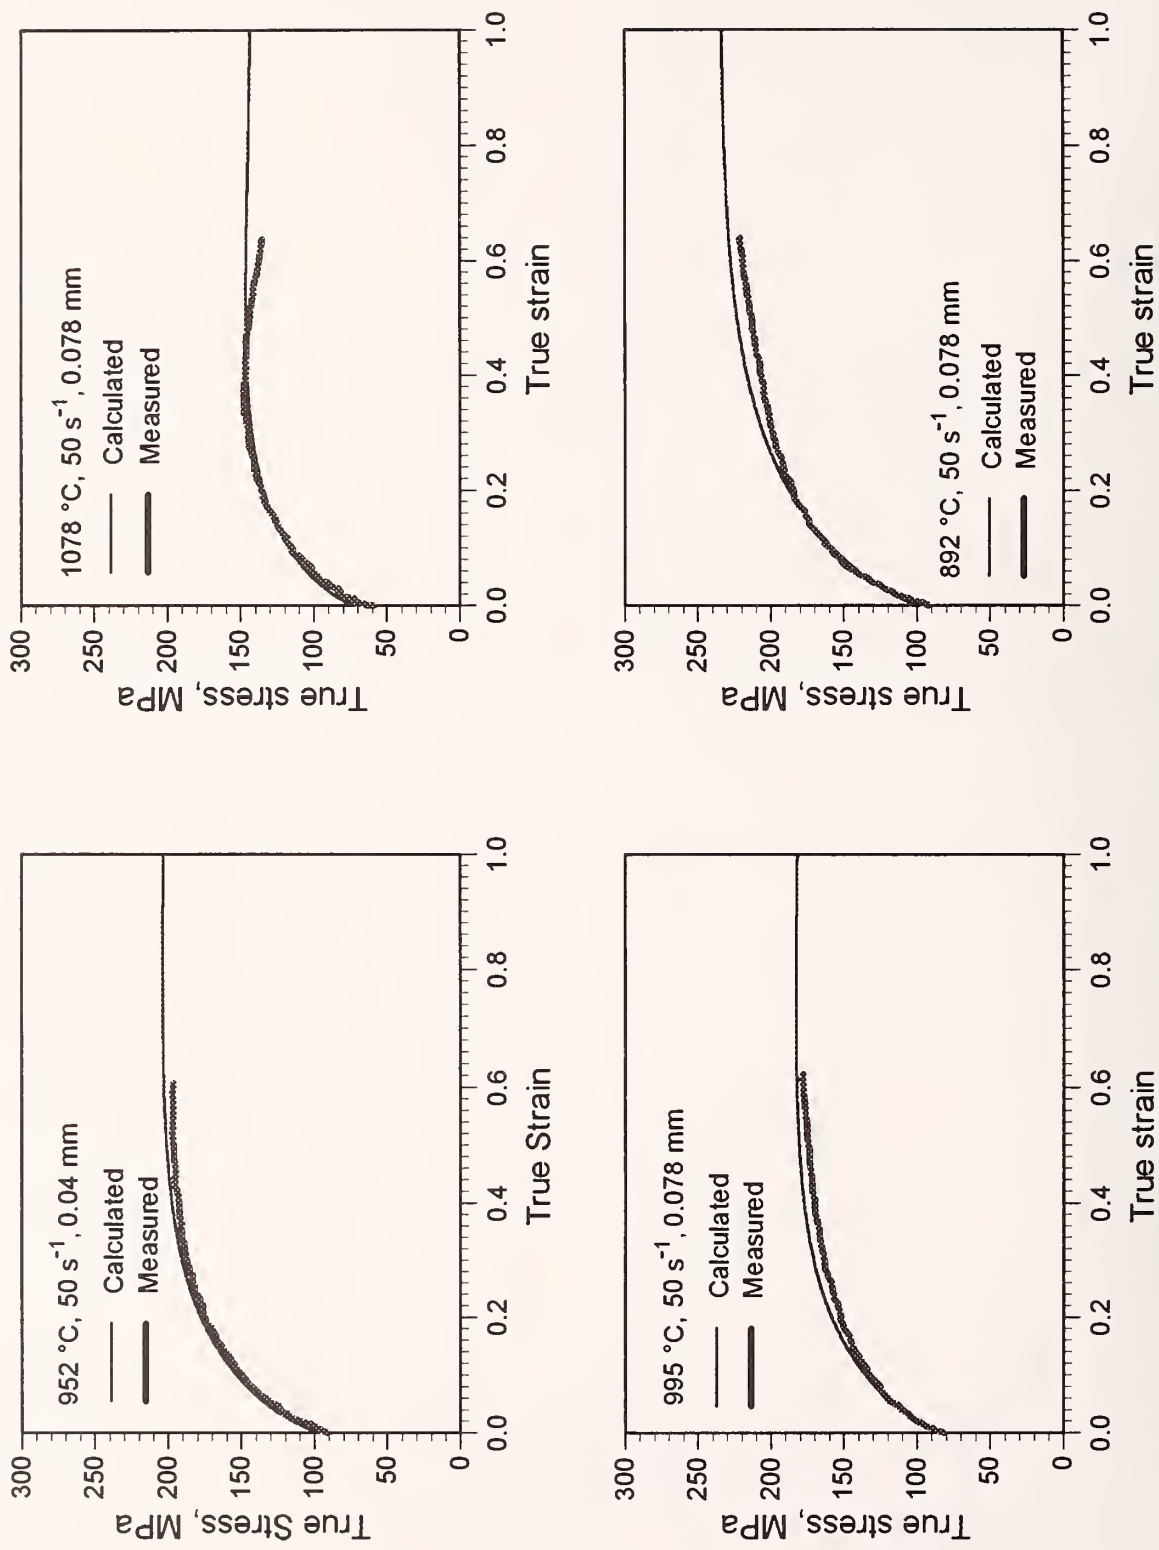 True Stress, MPa
300
250
200
150
100
50
0
952 °C, 50 s⁻¹, 0.04 mm
Calculated
Measured
0.0 0.2 0.4 0.6 0.8 1.0
True Strain
True stress, MPa
300
250
200
150
100
50
0
1078 °C, 50 s⁻¹, 0.078 mm
Calculated
Measured
0.0 0.2 0.4 0.6 0.8 1.0
True strain
True stress, MPa
300
250
200
150
100
50
0
995 °C, 50 s⁻¹, 0.078 mm
Calculated
Measured
0.0 0.2 0.4 0.6 0.8 1.0
True strain
True stress, MPa
300
250
200
150
100
50
0
892 °C, 50 s⁻¹, 0.078 mm
Calculated
Measured
0.0 0.2 0.4 0.6 0.8 1.0
True strain